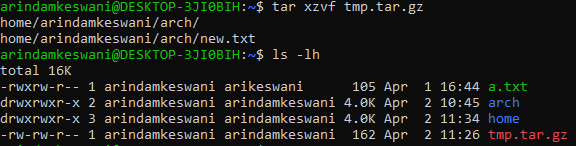 arindamkeswani@DESKTOP-3JI0BIH:~$ tar xzvf tmp.tar.gz
home/arindamkeswani/arch/
home/arindamkeswani/arch/new.txt
arindamkeswani@DESKTOP-3JI0BIH:~$ ls -lh
total 16K
-rwxrw-r-- 1 arindamkeswani arikeswani 105 Apr 1 16:44 a.txt
drwxrwxr-x 2 arindamkeswani arindamkeswani 4.0K Apr 2 10:45 arch
drwxrwxr-x 3 arindamkeswani arindamkeswani 4.0K Apr 2 11:34 home
-rw-rw-r-- 1 arindamkeswani arindamkeswani 162 Apr 2 11:26 tmp.tar.gz